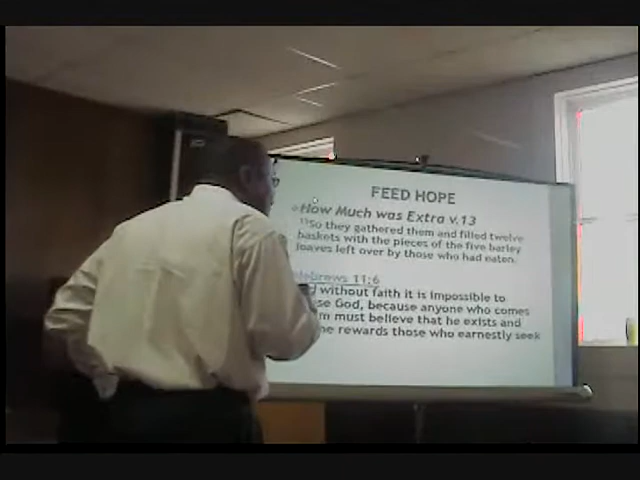 FEED HOPE
How Much was Extra v.13
13So they gathered them and filled twelve
baskets with the pieces of the five barley
loaves left over by those who had eaten.
Hebrews 11:6
without faith it is impossible to
God, because anyone who comes
must believe that he exists and
rewards those who earnestly seek